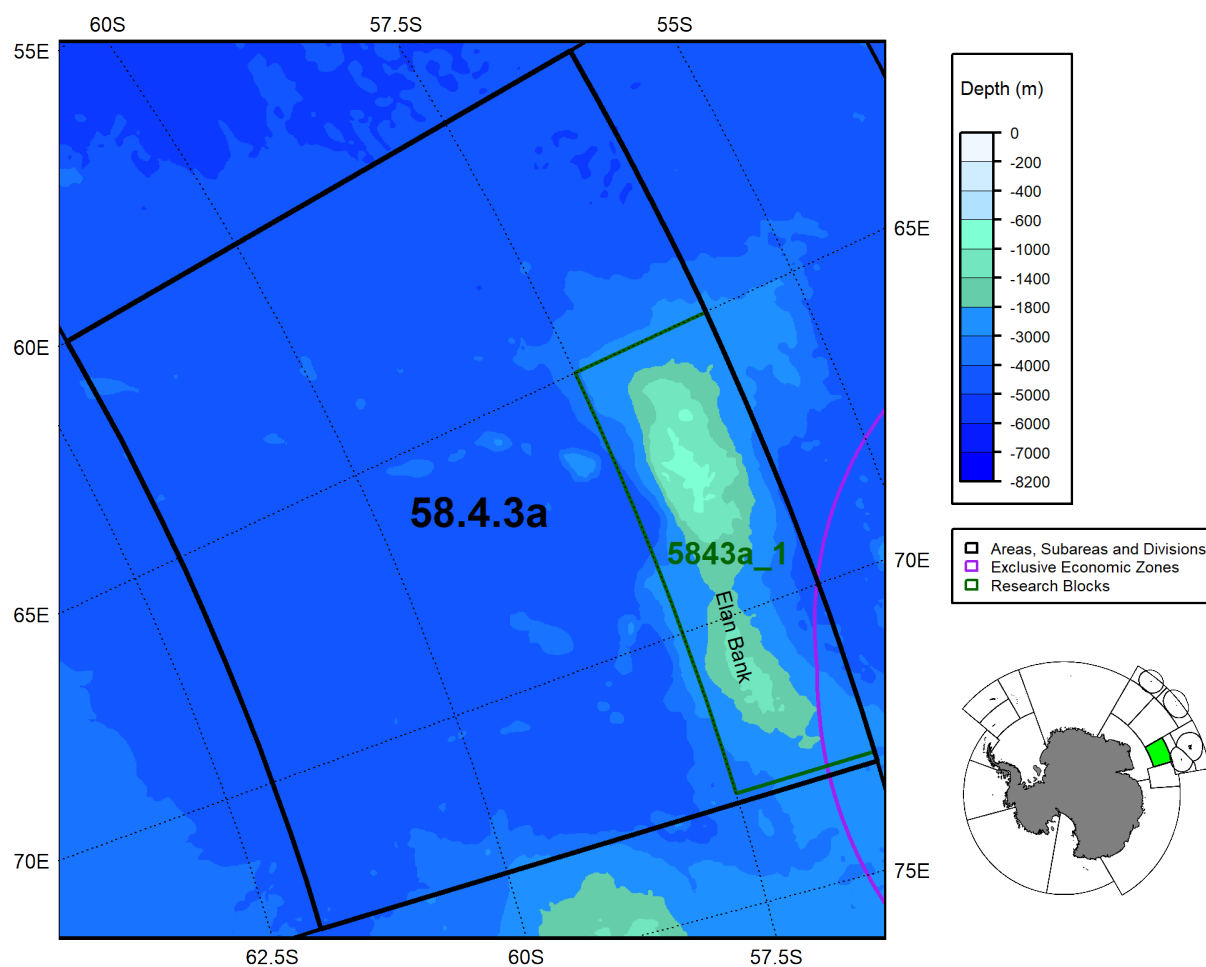 60S
57.5S
55S
55E
60E
65E
70E
65E
70E
75E
62.5S
60S
57.5S
58.4.3a
5843a_1
Elan Bank
Depth (m)
0
-200
-400
-600
-1000
-1400
-1800
-3000
-4000
-5000
-6000
-7000
-8200
Areas, Subareas and Divisions
Exclusive Economic Zones
Research Blocks